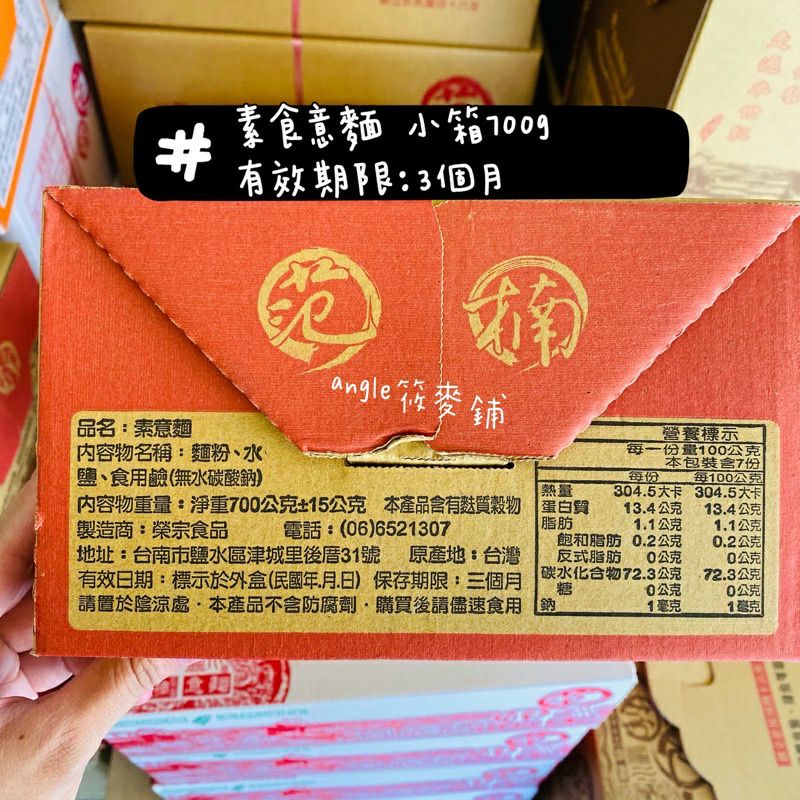 # 素食意麵 小箱700g
有效期限:3個月
范 楠
angle筱麥鋪
品名：素意麵
內容物名稱：麵粉、水
鹽、食用鹼(無水碳酸鈉)
內容物重量：淨重700公克±15公克 本產品含有麩質穀物
製造商：榮宗食品 電話：(06)6521307
地址：台南市鹽水區津城里後厝31號 原產地：台灣
有效日期：標示於外盒(民國年.月.日) 保存期限：三個月
請置於陰涼處．本產品不含防腐劑．購買後請儘速食用
營養標示
每一份量100公克
本包裝含7份
每份 每100公克
熱量 304.5大卡 304.5大卡
蛋白質 13.4公克 13.4公克
脂肪 1.1公克 1.1公克
飽和脂肪 0.2公克 0.2公克
反式脂肪 0公克 0公克
碳水化合物 72.3公克 72.3公克
糖 0公克 0公克
鈉 1毫克 1毫克